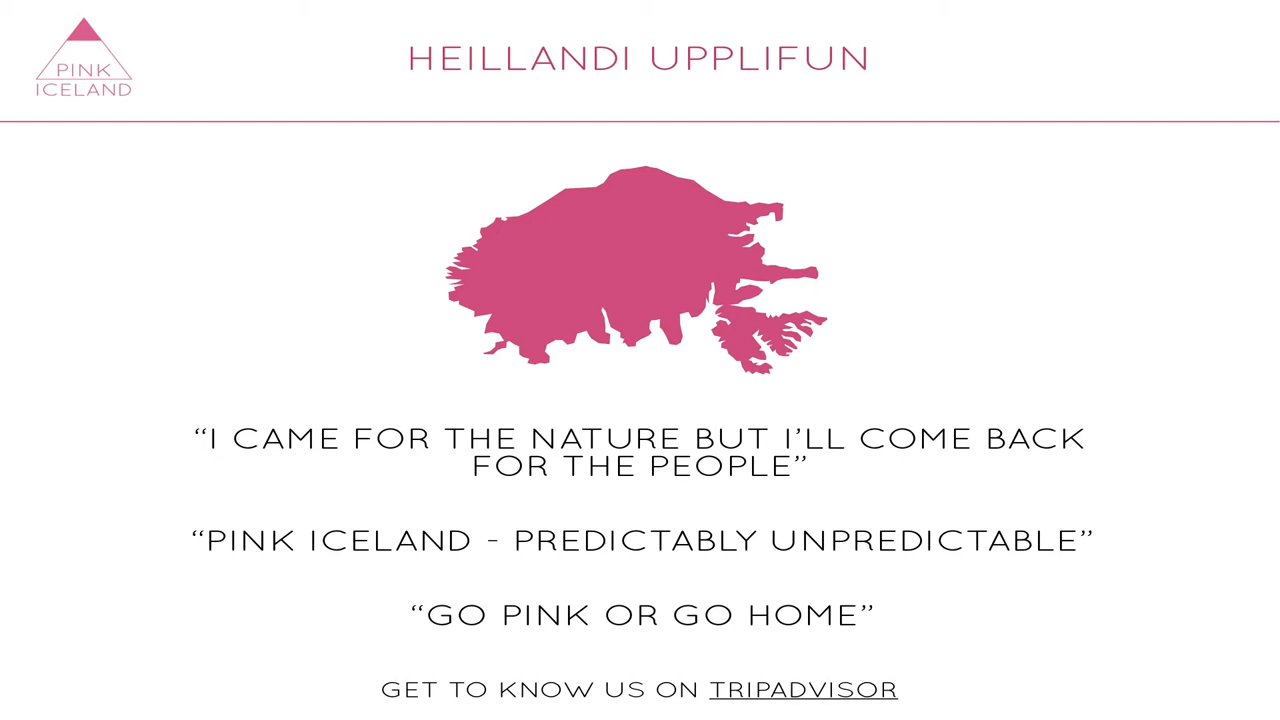 PINK
ICELAND
HEILLANDI UPPLIFUN
“I CAME FOR THE NATURE BUT I’LL COME BACK
FOR THE PEOPLE”
“PINK ICELAND - PREDICTABLY UNPREDICTABLE”
“GO PINK OR GO HOME”
GET TO KNOW US ON TRIPADVISOR